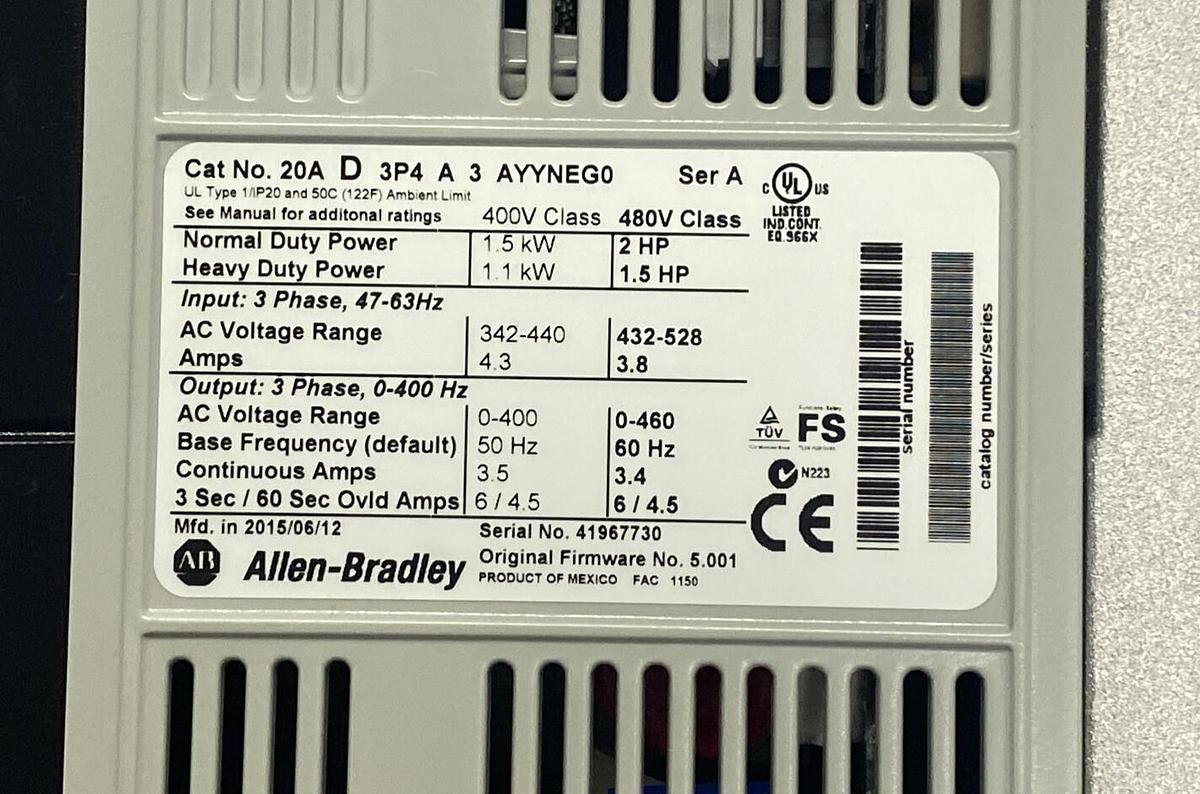 Cat No. 20A D 3P4 A 3 AYYNEG0 Ser A
UL Type 1/IP20 and 50C (122F) Ambient Limit
See Manual for additonal ratings 400V Class 480V Class
Normal Duty Power 1.5 kW 2 HP
Heavy Duty Power 1.1 kW 1.5 HP
Input: 3 Phase, 47-63Hz
AC Voltage Range 342-440 432-528
Amps 4.3 3.8
Output: 3 Phase, 0-400 Hz
AC Voltage Range 0-400 0-460
Base Frequency (default) 50 Hz 60 Hz
Continuous Amps 3.5 3.4
3 Sec / 60 Sec Ovld Amps 6 / 4.5 6 / 4.5
Mfd. in 2015/06/12 Serial No. 41967730
AB Allen-Bradley Original Firmware No. 5.001
PRODUCT OF MEXICO FAC 1150
C UL US
LISTED
IND.CONT.
EQ.966X
Functional Safety
TÜV FS
N223
CE
serial number
catalog number/series